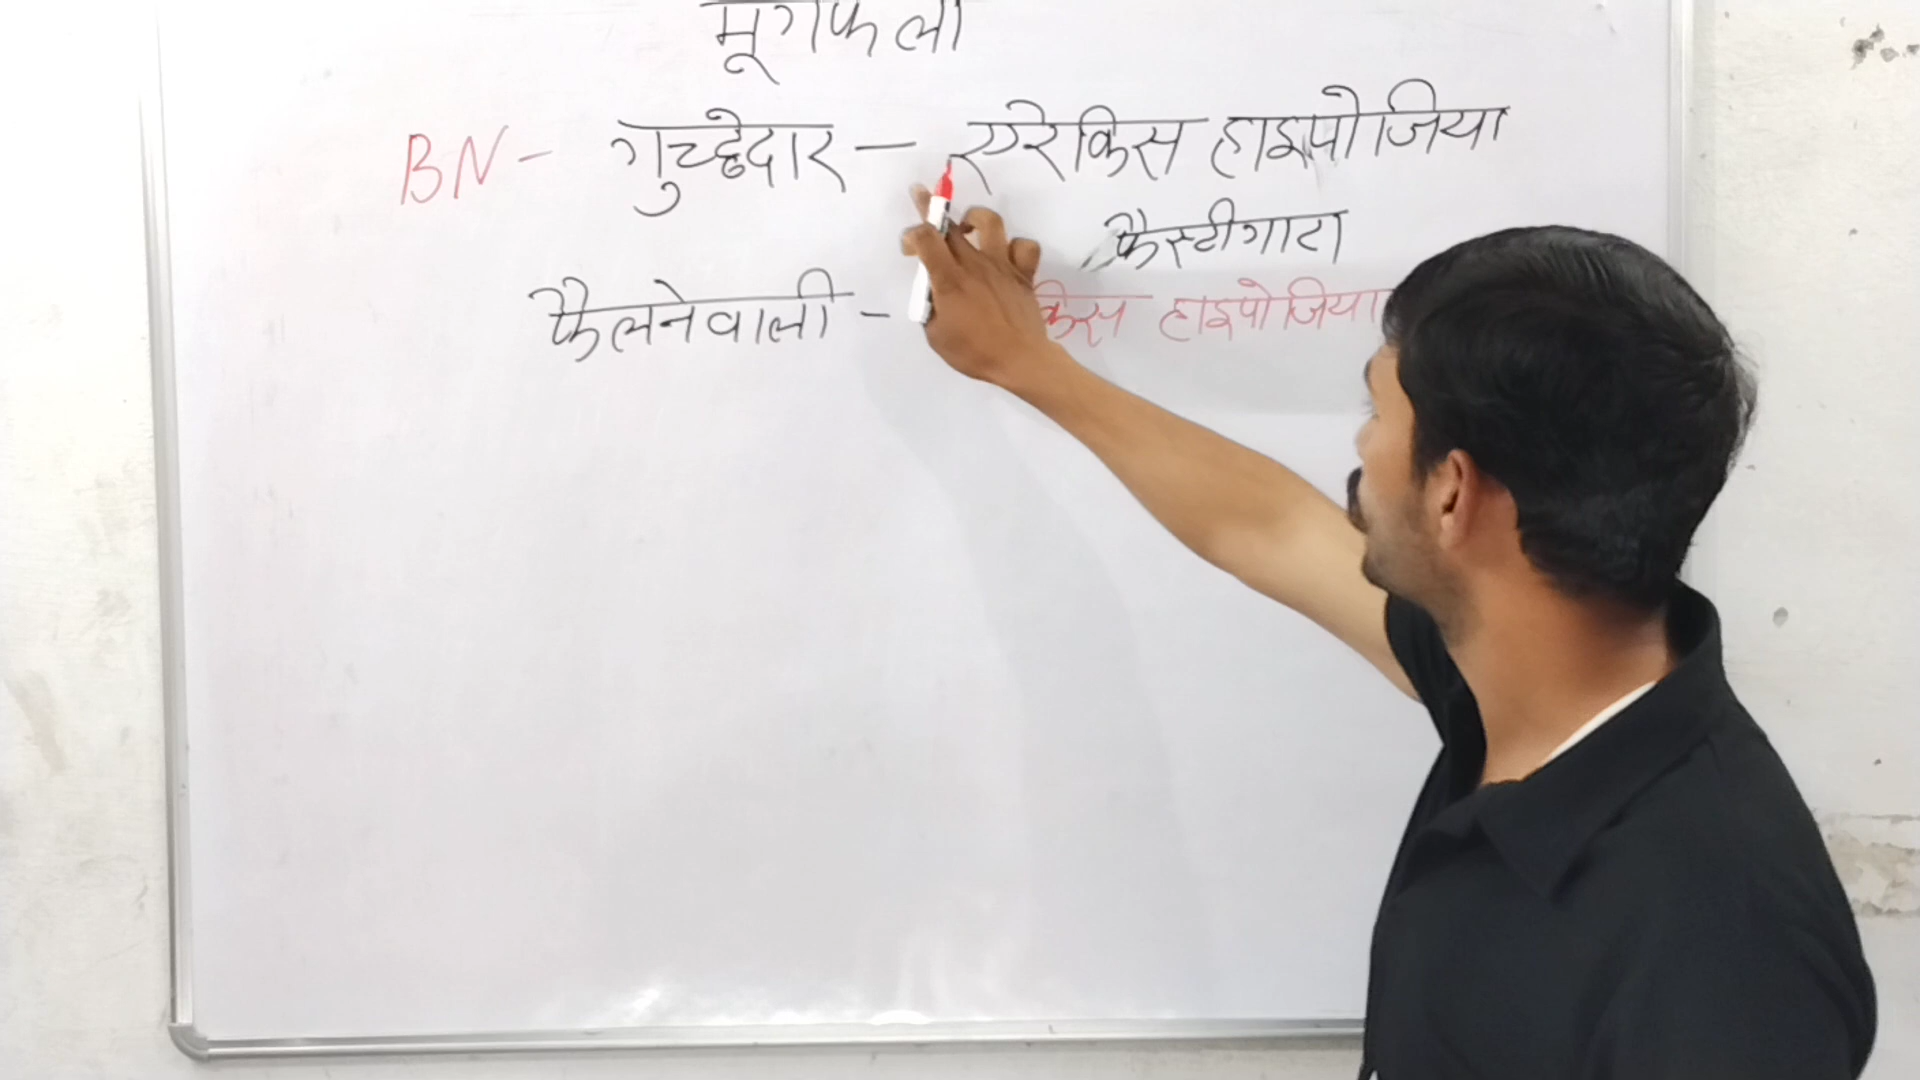 मूगफली
BN- गुच्छेदार - एरेकिस हाइपोजिया
फैस्टीगाटा
फैलनेवाली - किस हाइपोजिया